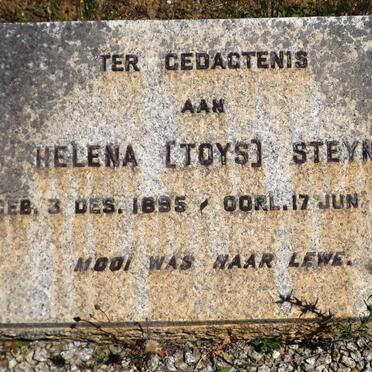 TER GEDAGTENIS
AAN
HELENA [TOYS] STEYN
GEB. 3 DES. 1895 / OORL. 17 JUN
MOOI WAS HAAR LEWE.